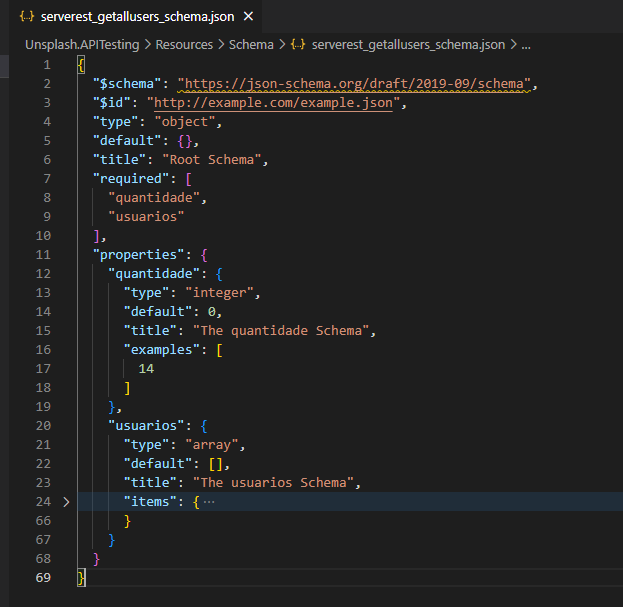 {..} serverest_getallusers_schema.json ✕
Unsplash.APITesting > Resources > Schema > {..} serverest_getallusers_schema.json > ...
1 {
2 "$schema": "https://json-schema.org/draft/2019-09/schema",
3 "$id": "http://example.com/example.json",
4 "type": "object",
5 "default": {},
6 "title": "Root Schema",
7 "required": [
8 "quantidade",
9 "usuarios"
10 ],
11 "properties": {
12 "quantidade": {
13 "type": "integer",
14 "default": 0,
15 "title": "The quantidade Schema",
16 "examples": [
17 14
18 ]
19 },
20 "usuarios": {
21 "type": "array",
22 "default": [],
23 "title": "The usuarios Schema",
24 > "items": { ...
66 }
67 }
68 }
69 }